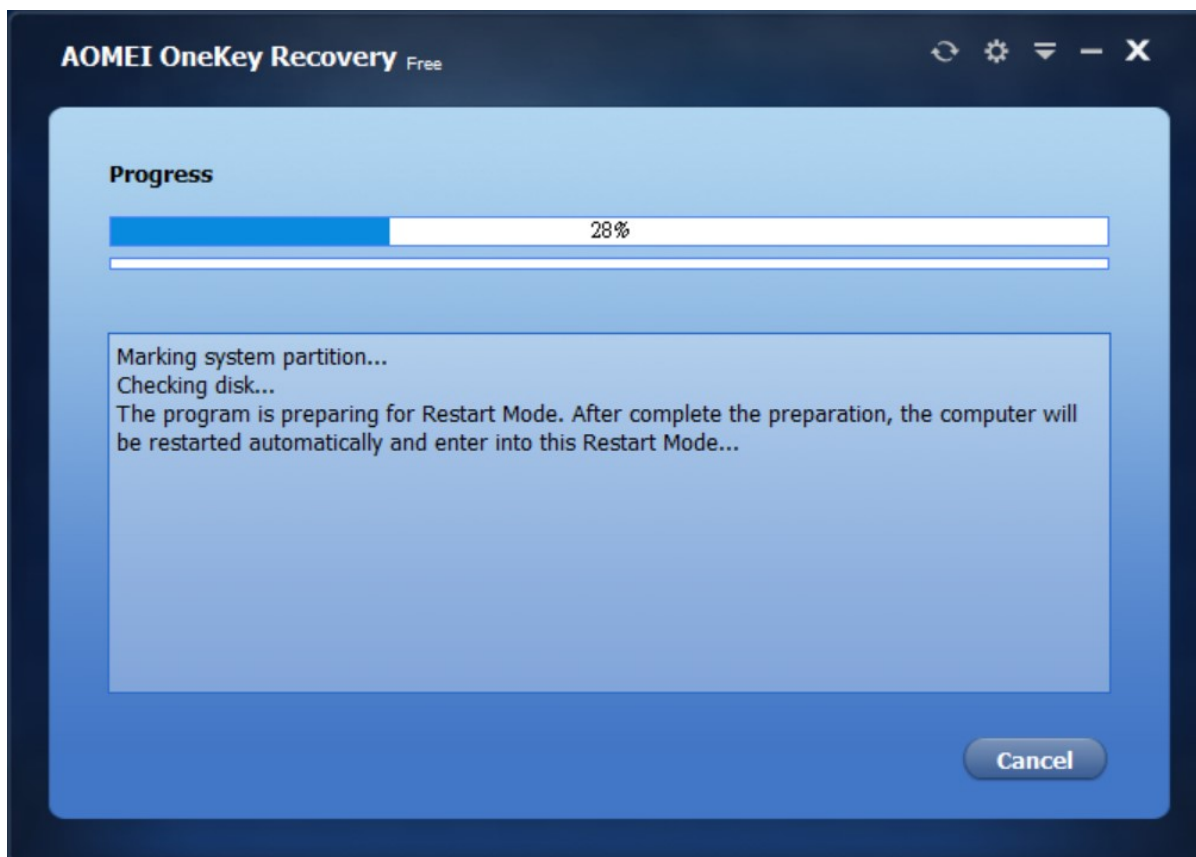 AOMEI OneKey Recovery Free
Progress
28%
Marking system partition...
Checking disk...
The program is preparing for Restart Mode. After complete the preparation, the computer will
be restarted automatically and enter into this Restart Mode...
Cancel